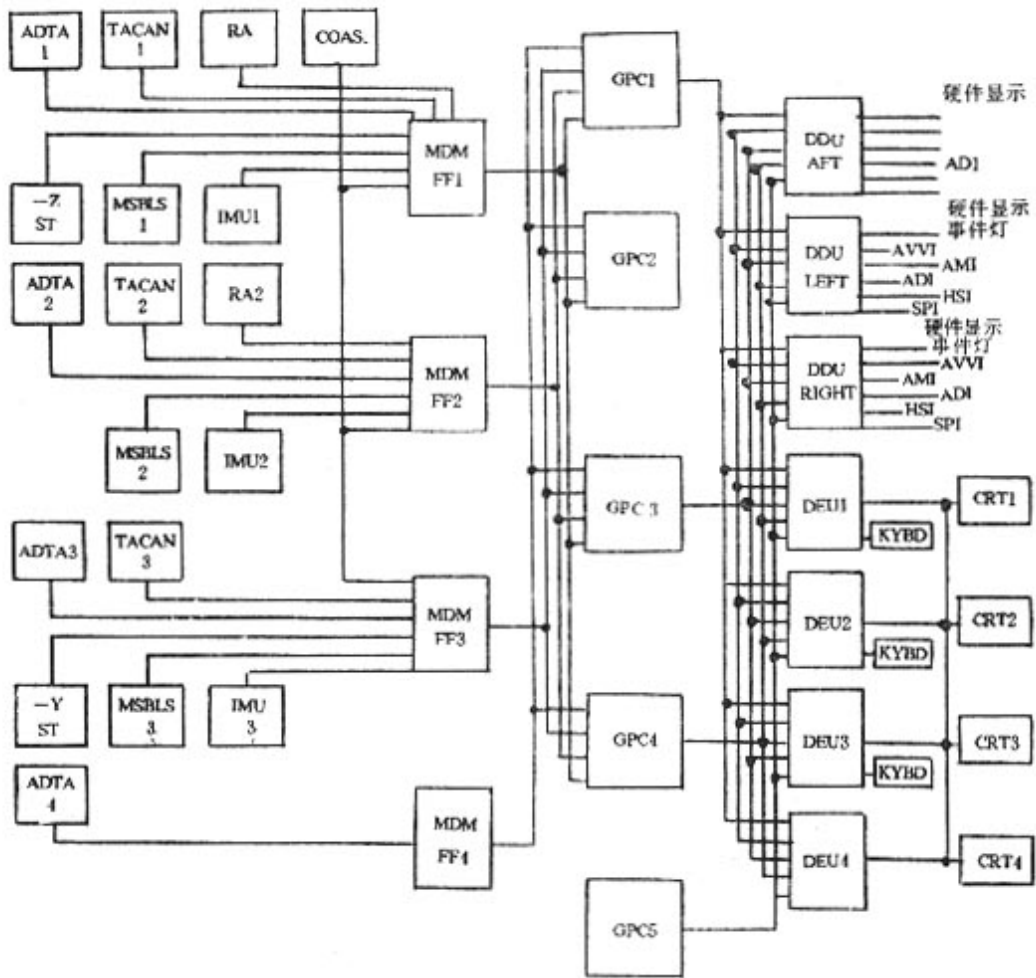 ADTA
1
TACAN
1
RA
COAS.
MDM
FF1
—Z
ST
MSBLS
1
IMU1
ADTA
2
TACAN
2
RA2
MDM
FF2
MSBLS
2
IMU2
ADTA3
TACAN
3
MDM
FF3
—Y
ST
MSBLS
3
IMU
3
ADTA
4
MDM
FF4
GPC1
GPC2
GPC 3
GPC4
GPC5
硬件显示
DDU
AFT
ADI
硬件显示
事件灯
DDU
LEFT
AVVI
AMI
ADI
HSI
SPI
硬件显示
事件灯
DDU
RIGHT
AVVI
AMI
ADI
HSI
SPI
DEU1
KYBD
CRT1
DEU2
KYBD
CRT2
DEU3
KYBD
CRT3
DEU4
CRT4